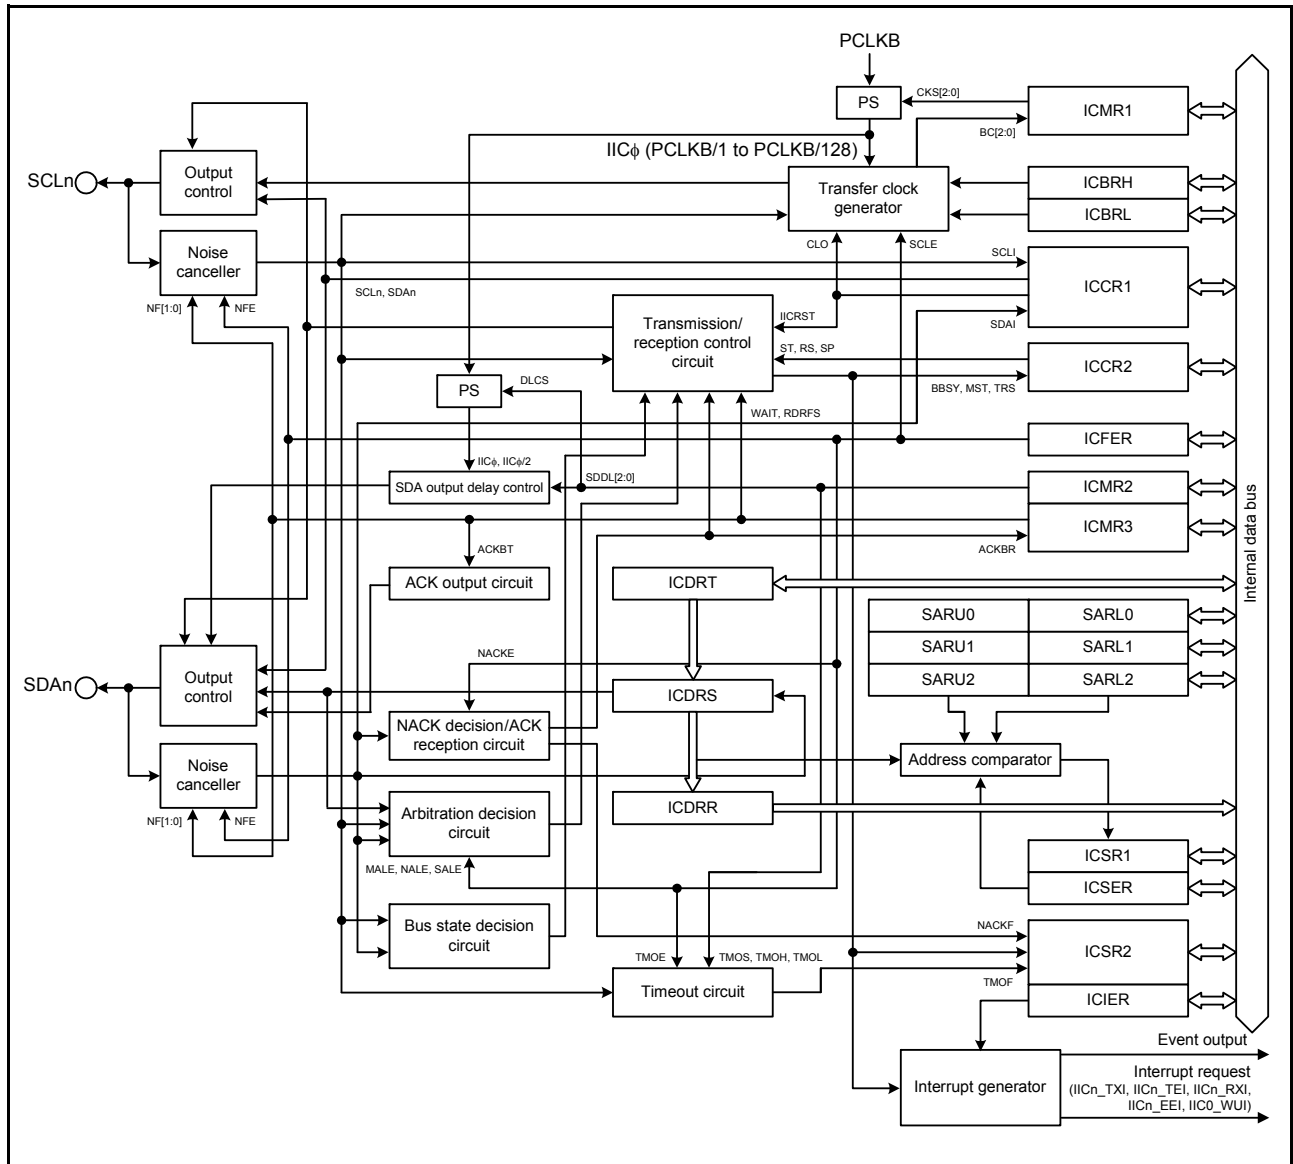 PCLKB
PS
CKS[2:0]
ICMR1
BC[2:0]
IICϕ (PCLKB/1 to PCLKB/128)
SCLn
Output
control
Transfer clock
generator
ICBRH
ICBRL
Noise
canceller
CLO
SCLE
SCLI
ICCR1
NF[1:0]
NFE
SCLn, SDAn
IICRST
SDAI
Transmission/
reception control
circuit
ST, RS, SP
ICCR2
BBSY, MST, TRS
PS
DLCS
WAIT, RDRFS
ICFER
IICϕ, IICϕ/2
SDA output delay control
SDDL[2:0]
ICMR2
ICMR3
ACKBT
ACKBR
Internal data bus
ACK output circuit
ICDRT
SARU0
SARL0
SARU1
SARL1
SARU2
SARL2
SDAn
Output
control
NACKE
ICDRS
NACK decision/ACK
reception circuit
Address comparator
Noise
canceller
NF[1:0]
NFE
Arbitration decision
circuit
ICDRR
MALE, NALE, SALE
ICSR1
ICSER
Bus state decision
circuit
NACKF
ICSR2
TMOE
TMOS, TMOH, TMOL
Timeout circuit
TMOF
ICIER
Event output
Interrupt generator
Interrupt request
(IICn_TXI, IICn_TEI, IICn_RXI,
IICn_EEI, IIC0_WUI)